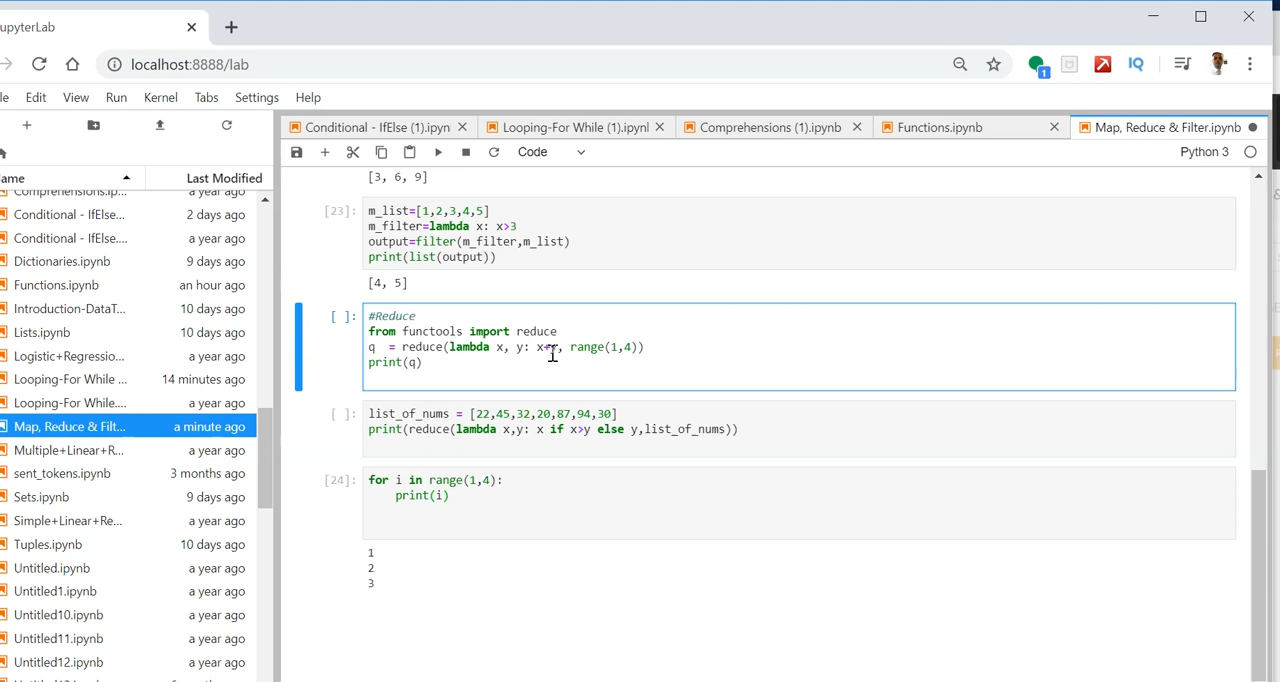 upyterLab
localhost:8888/lab
1
IQ
le Edit View Run Kernel Tabs Settings Help
Conditional - IfElse (1).ipyn
Looping-For While (1).ipynl
Comprehensions (1).ipynb
Functions.ipynb
Map, Reduce & Filter.ipynb
Code
Python 3
ame Last Modified
Comprehensions.ip... a year ago
Conditional - IfElse... 2 days ago
Conditional - IfElse.... a year ago
Dictionaries.ipynb 9 days ago
Functions.ipynb an hour ago
Introduction-DataT... 10 days ago
Lists.ipynb 10 days ago
Logistic+Regressio... a year ago
Looping-For While ... 14 minutes ago
Looping-For While.... a year ago
Map, Reduce & Filt... a minute ago
Multiple+Linear+R... a year ago
sent_tokens.ipynb 3 months ago
Sets.ipynb 9 days ago
Simple+Linear+Re... a year ago
Tuples.ipynb 10 days ago
Untitled.ipynb a year ago
Untitled1.ipynb a year ago
Untitled10.ipynb a year ago
Untitled11.ipynb a year ago
Untitled12.ipynb a year ago
[3, 6, 9]
[23]: m_list=[1,2,3,4,5]
m_filter=lambda x: x>3
output=filter(m_filter,m_list)
print(list(output))
[4, 5]
[ ]: #Reduce
from functools import reduce
q  = reduce(lambda x, y: x+y, range(1,4))
print(q)
[ ]: list_of_nums = [22,45,32,20,87,94,30]
print(reduce(lambda x,y: x if x>y else y,list_of_nums))
[24]: for i in range(1,4):
    print(i)
1
2
3